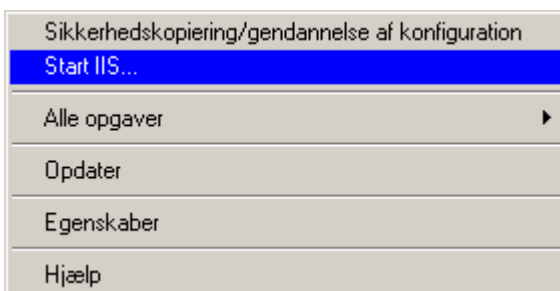 Sikkerhedskopiering/gendannelse af konfiguration
Start IIS...
Alle opgaver
Opdater
Egenskaber
Hjælp